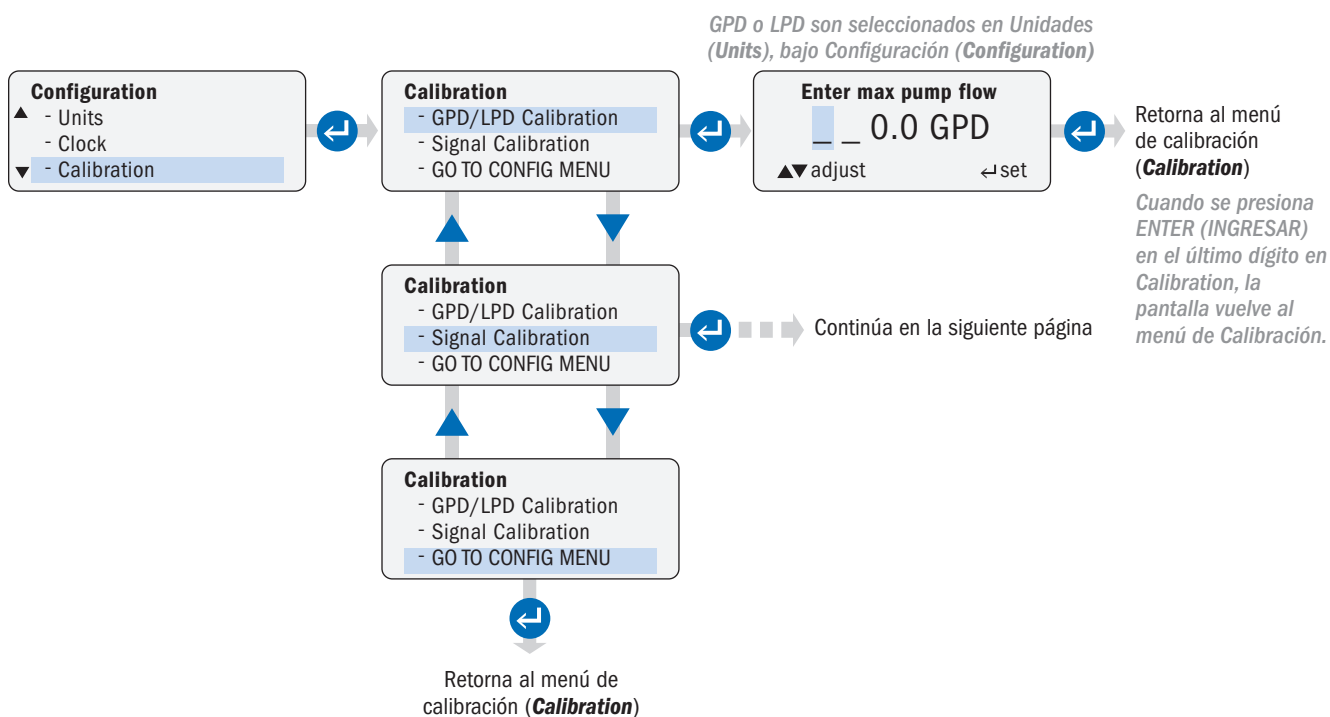 GPD o LPD son seleccionados en Unidades
(Units), bajo Configuración (Configuration)
Configuration
- Units
- Clock
- Calibration
Calibration
- GPD/LPD Calibration
- Signal Calibration
- GO TO CONFIG MENU
Enter max pump flow
_ _ 0.0 GPD
▲▼ adjust ↵ set
Retorna al menú
de calibración
(Calibration)
Cuando se presiona
ENTER (INGRESAR)
en el último dígito en
Calibration, la
pantalla vuelve al
menú de Calibración.
Calibration
- GPD/LPD Calibration
- Signal Calibration
- GO TO CONFIG MENU
Continúa en la siguiente página
Calibration
- GPD/LPD Calibration
- Signal Calibration
- GO TO CONFIG MENU
Retorna al menú de
calibración (Calibration)